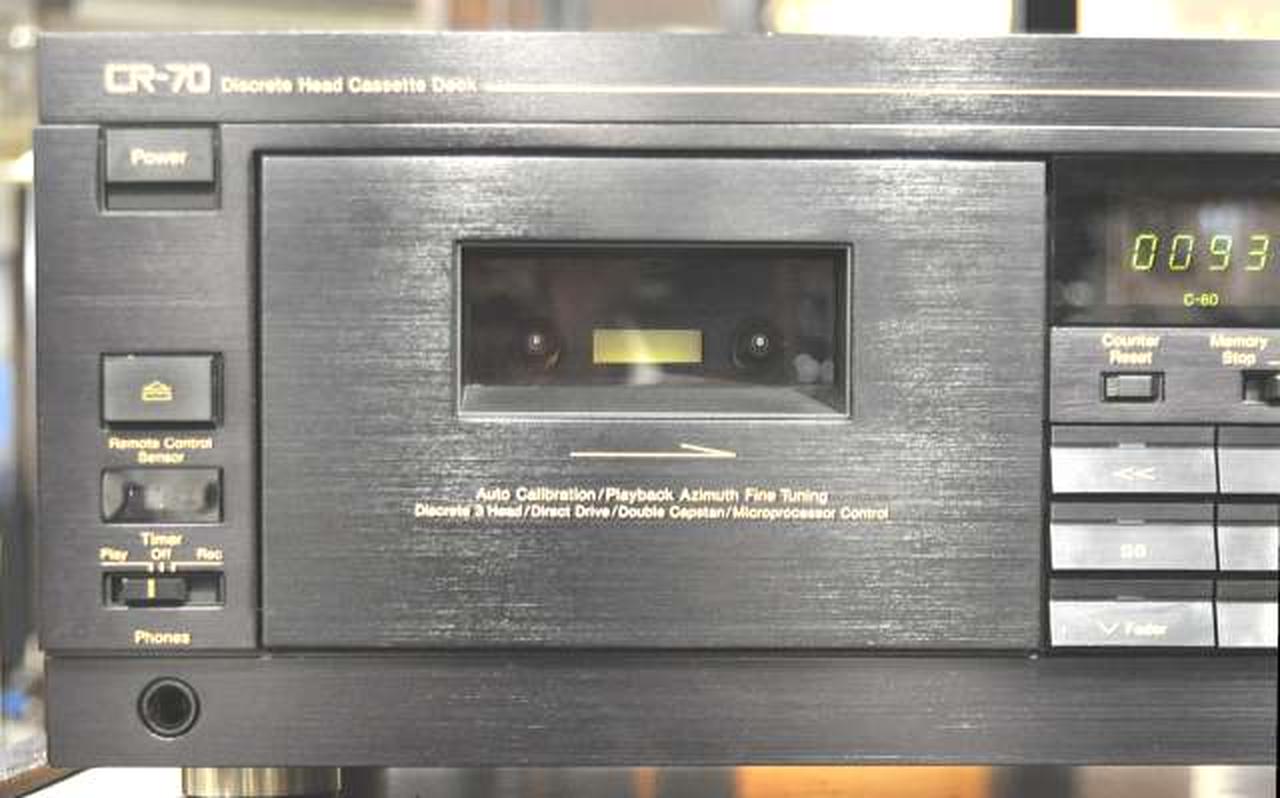 CR-70 Discrete Head Cassette Deck
Power
0093
C-60
Counter Reset
Memory Stop
Remote Control
Sensor
<<
Auto Calibration/Playback Azimuth Fine Tuning
Discrete 3 Head/Direct Drive/Double Capstan/Microprocessor Control
Timer
Play Off Rec
Fader
Phones